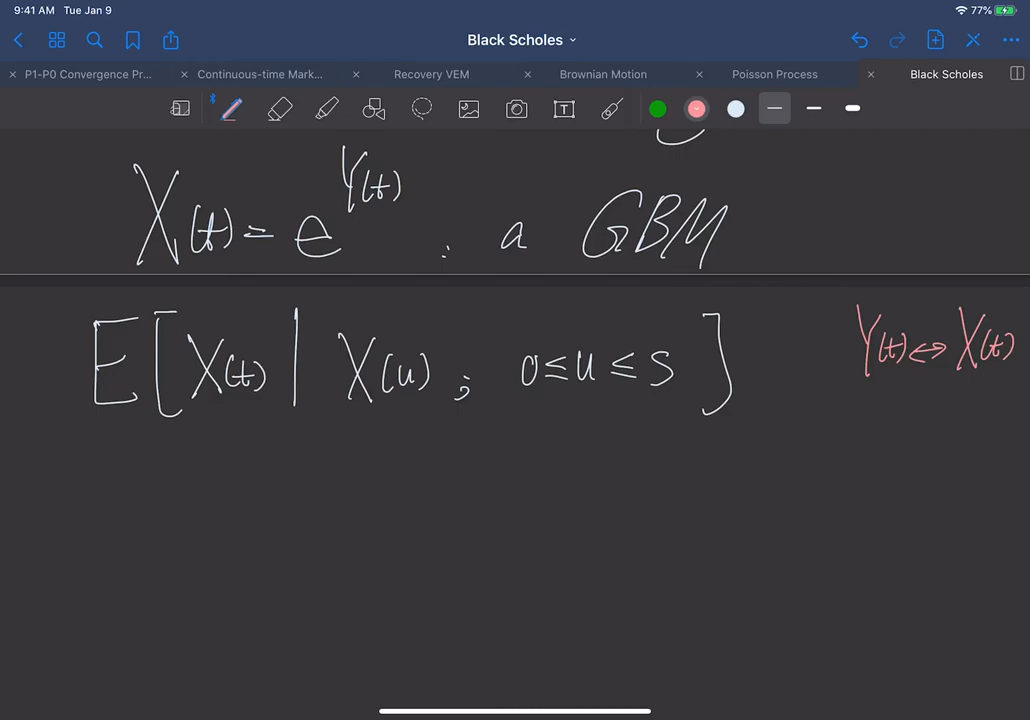 9:41 AM Tue Jan 9 77%
Black Scholes
P1-P0 Convergence Pr... Continuous-time Mark... Recovery VEM Brownian Motion Poisson Process Black Scholes
X(t) = e^Y(t) : a GBM
E[X(t) | X(u) ; 0≤u≤s] Y(t)↔X(t)